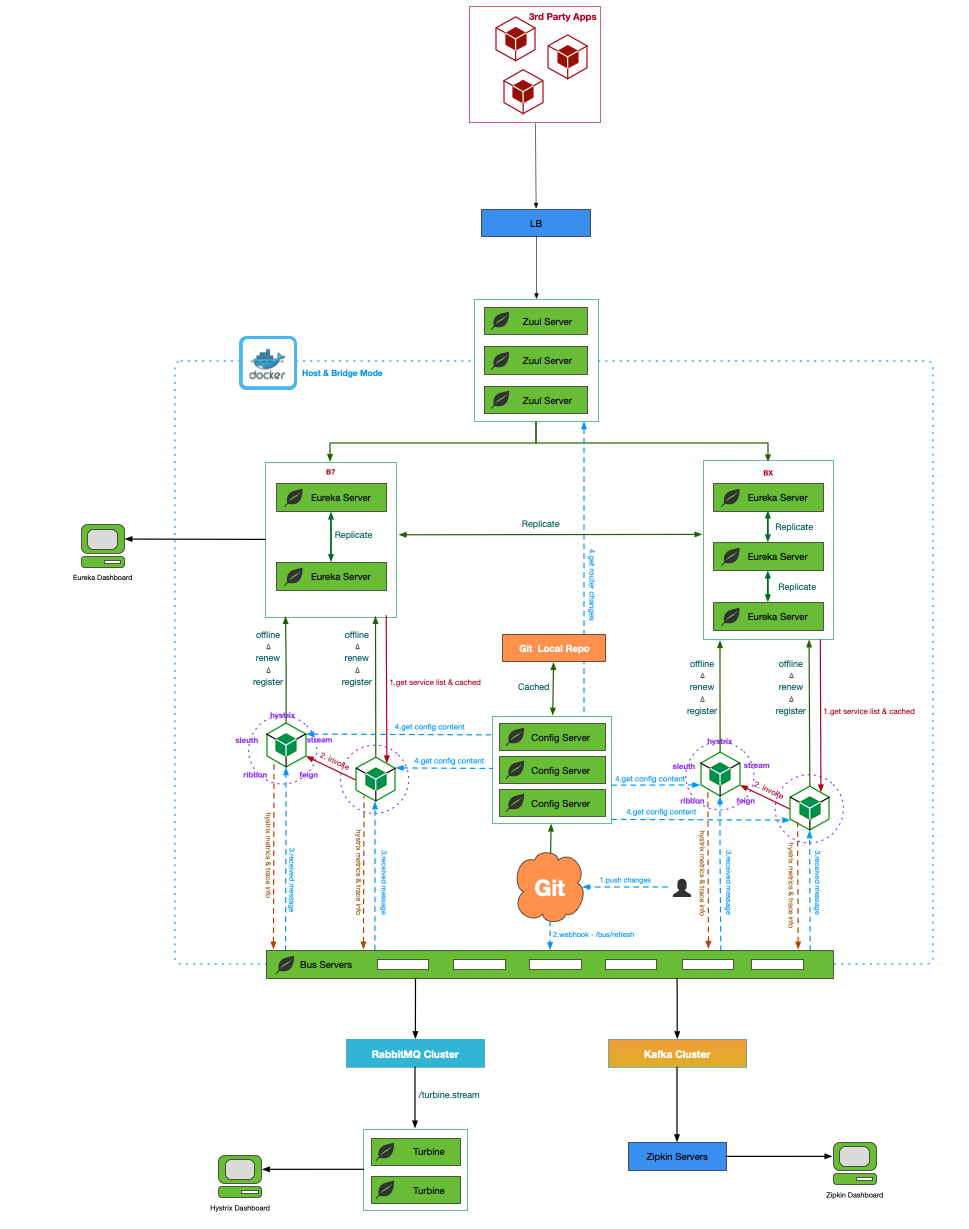 3rd Party Apps
LB
Zuul Server
Zuul Server
Zuul Server
docker
Host & Bridge Mode
B7
Eureka Server
Replicate
Eureka Server
Replicate
BX
Eureka Server
Replicate
Eureka Server
Replicate
Eureka Server
Eureka Dashboard
4.get router changes
offline
renew
register
offline
renew
register
1.get service list & cached
Git Local Repo
Cached
offline
renew
register
offline
renew
register
1.get service list & cached
hystrix
sleuth
stream
ribbon
feign
2. invoke
4.get config content
4.get config content
Config Server
Config Server
Config Server
4.get config content
4.get config content
hystrix
sleuth
stream
ribbon
feign
2. invoke
hystrix metrics & trace info
3.received message
hystrix metrics & trace info
3.received message
Git
1.push changes
2.webhook - /bus/refresh
hystrix metrics & trace info
3.received message
hystrix metrics & trace info
3.received message
Bus Servers
RabbitMQ Cluster
Kafka Cluster
/turbine.stream
Turbine
Turbine
Hystrix Dashboard
Zipkin Servers
Zipkin Dashboard